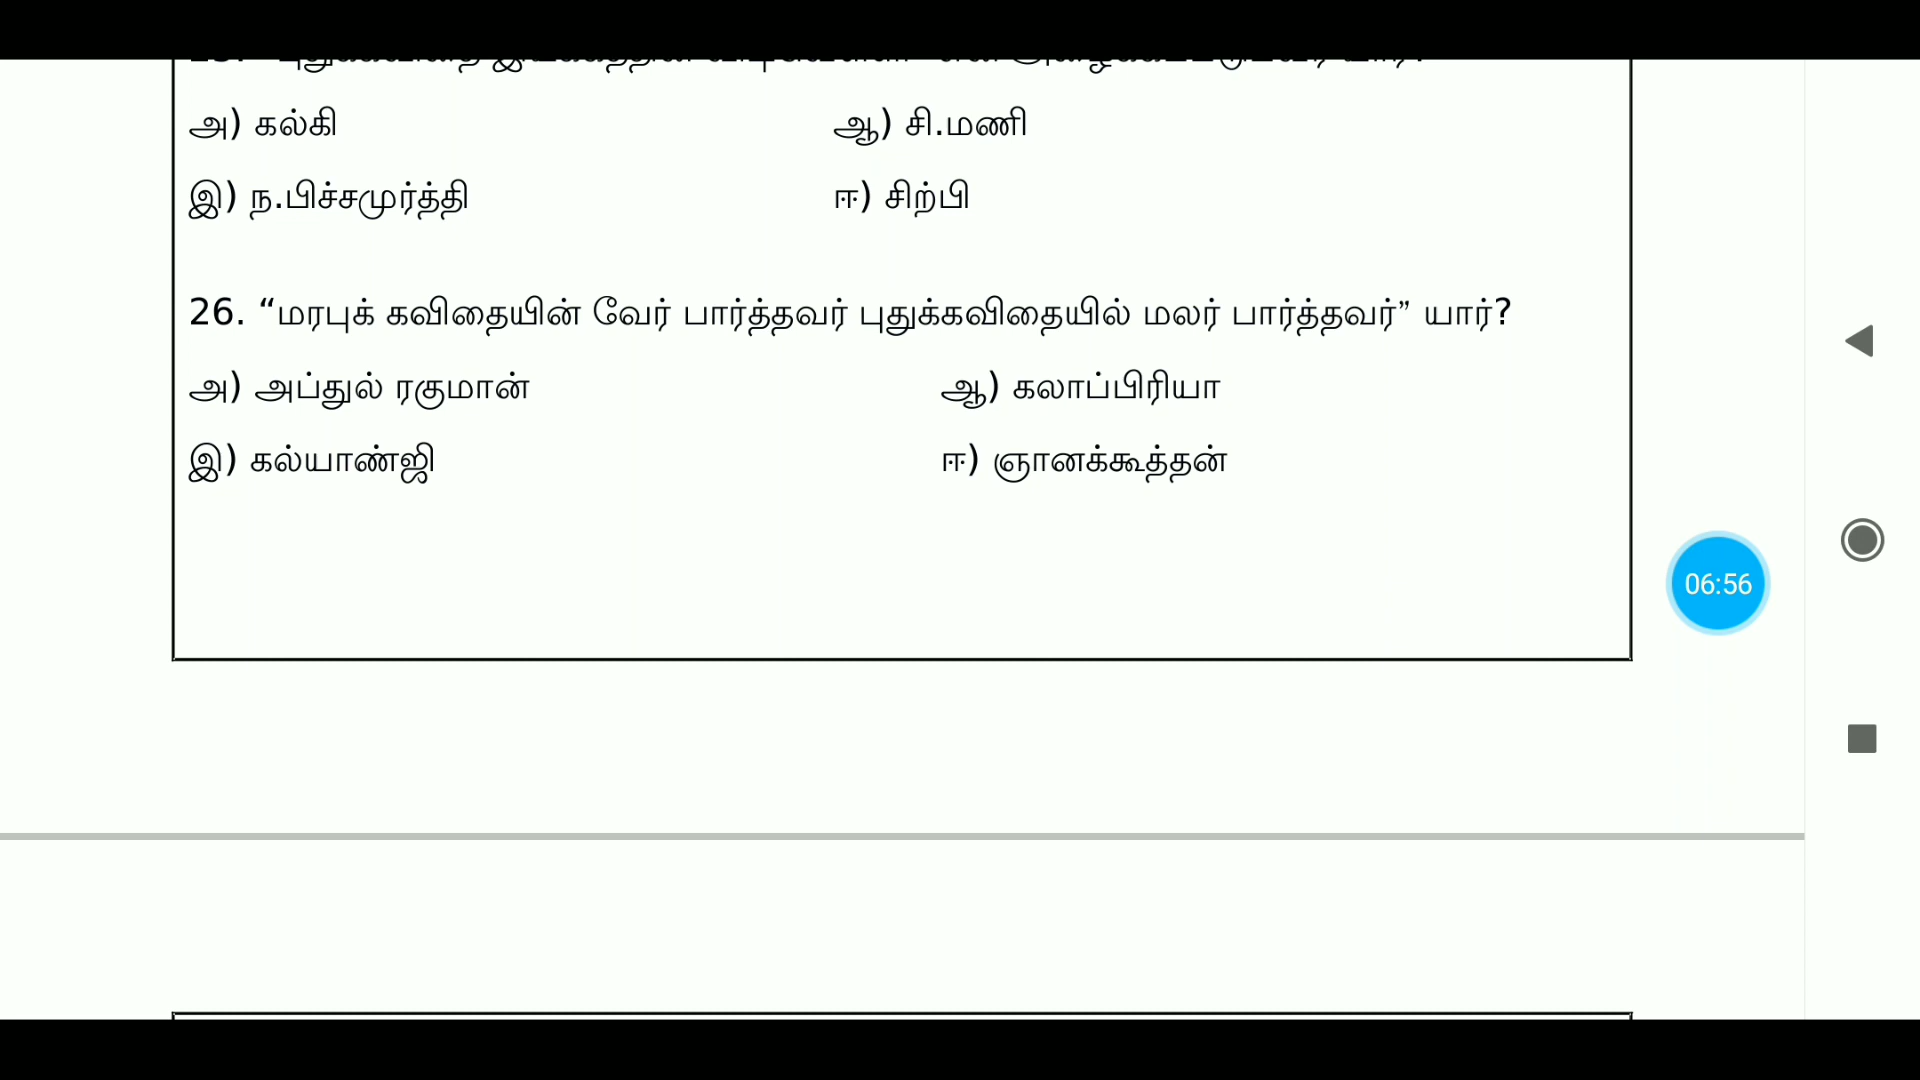 அ) கல்கி ஆ) சி.மணி
இ) ந.பிச்சமுர்த்தி ஈ) சிற்பி
26. “மரபுக் கவிதையின் வேர் பார்த்தவர் புதுக்கவிதையில் மலர் பார்த்தவர்” யார்?
அ) அப்துல் ரகுமான் ஆ) கலாப்பிரியா
இ) கல்யாண்ஜி ஈ) ஞானக்கூத்தன்
06:56